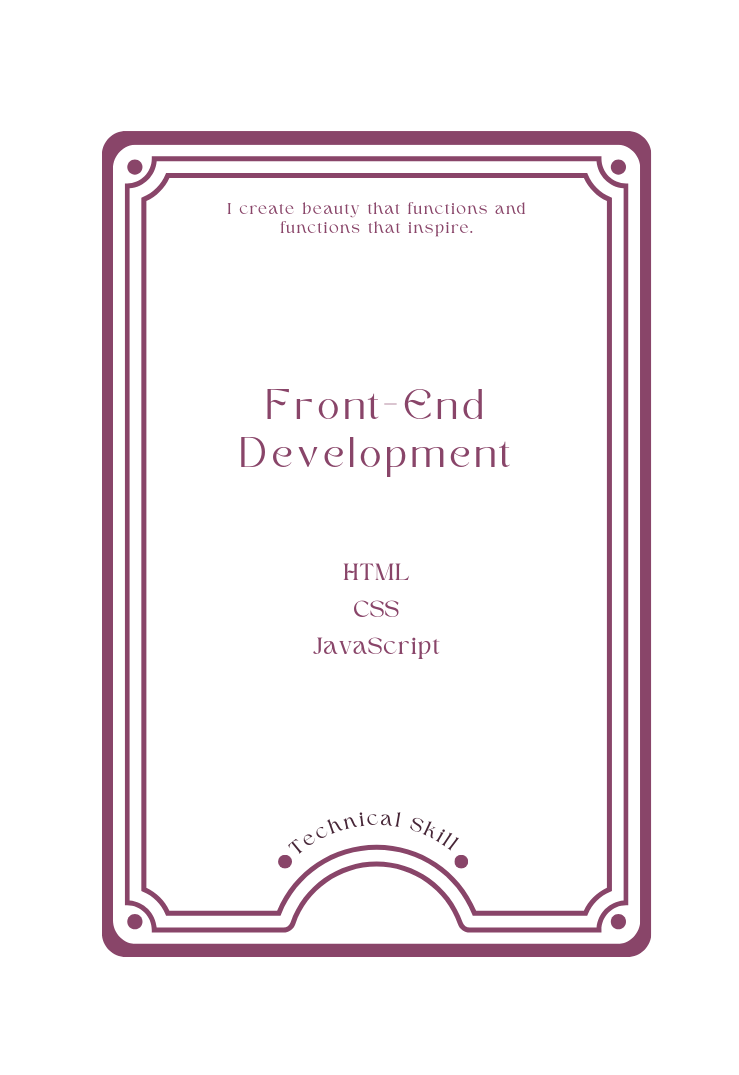 I create beauty that functions and
functions that inspire.
Front-End
Development
HTML
CSS
JavaScript
Technical Skill